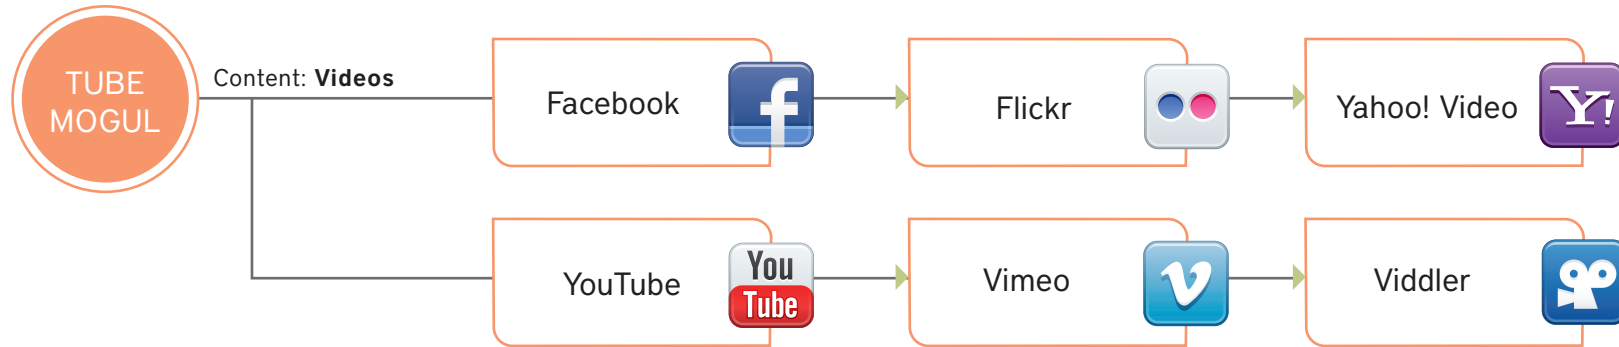 TUBE
MOGUL
Content: Videos
Facebook
f
Flickr
Yahoo! Video
Y!
YouTube
You
Tube
Vimeo
v
Viddler